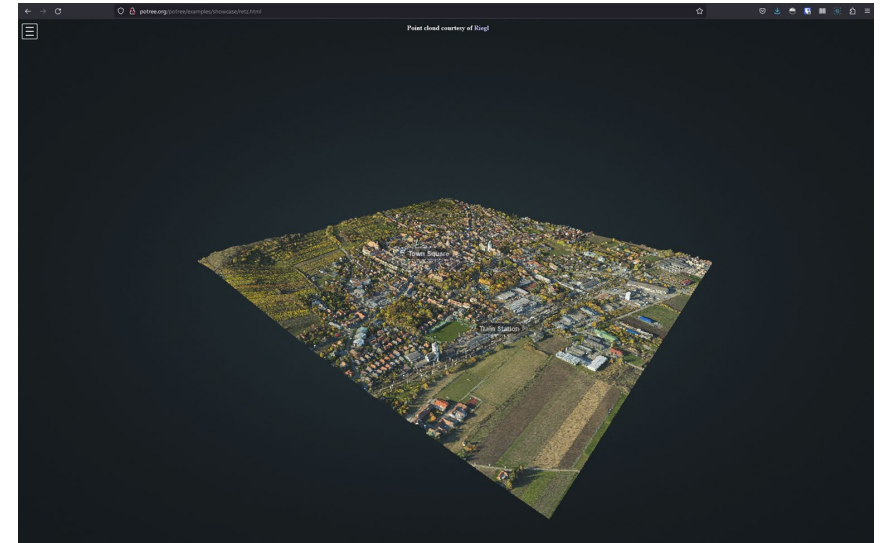 potree.org/potree/examples/showcase/retz.html
Point cloud courtesy of Riegl
Town Square
Train Station